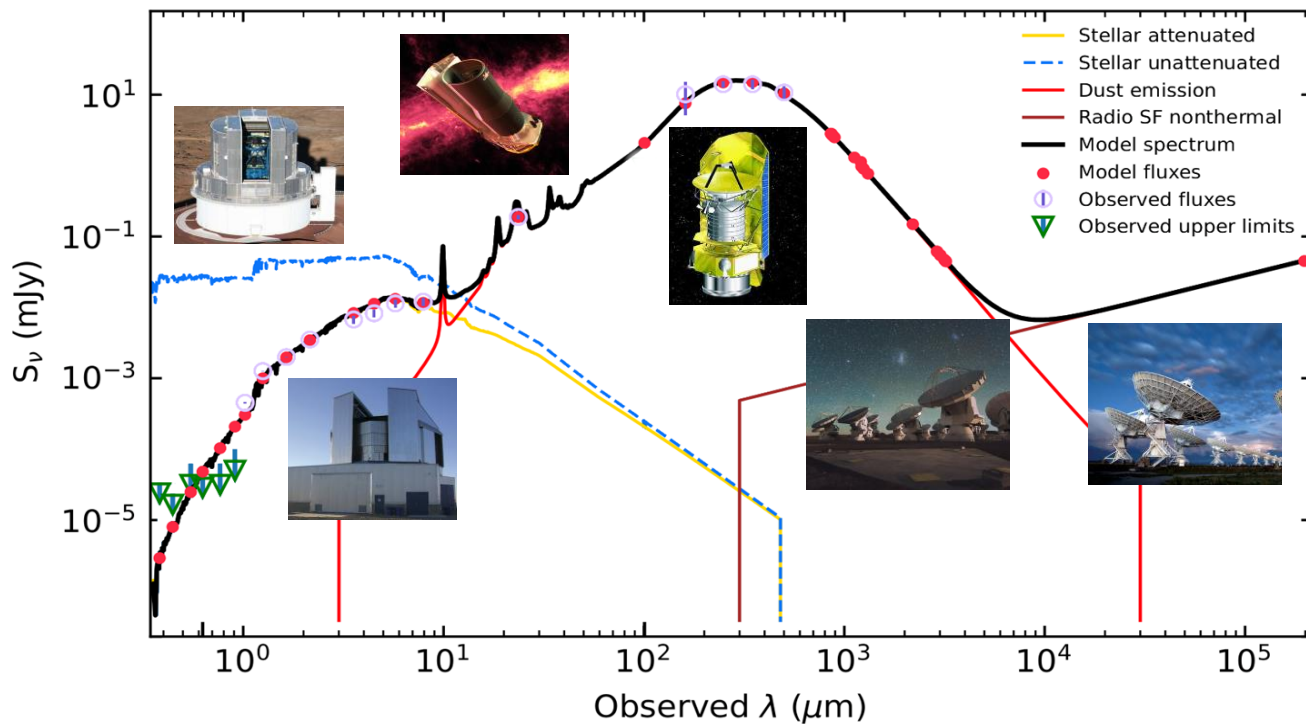 Stellar attenuated
Stellar unattenuated
Dust emission
Radio SF nonthermal
Model spectrum
Model fluxes
Observed fluxes
Observed upper limits
10¹
10⁻¹
10⁻³
10⁻⁵
S_ν (mJy)
10⁰ 10¹ 10² 10³ 10⁴ 10⁵
Observed λ (μm)